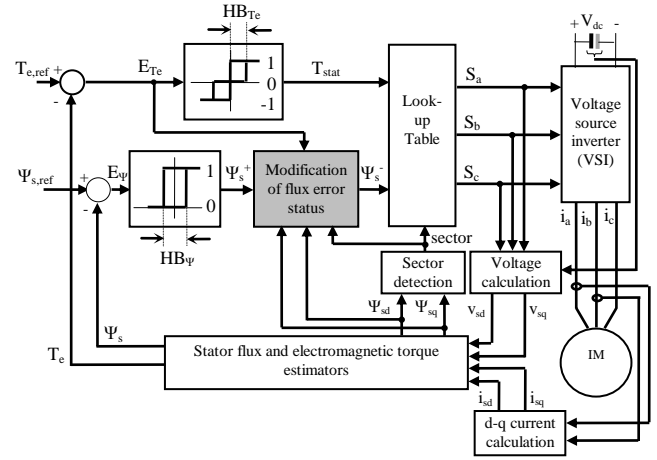 HB_Te
+ V_dc -
T_e,ref
+
-
E_Te
1
0
-1
T_stat
Look-
up
Table
S_a
S_b
S_c
Voltage
source
inverter
(VSI)
Ψ_s,ref
+
-
E_Ψ
1
0
Ψ_s^+
Modification
of flux error
status
Ψ_s^-
HB_Ψ
i_a i_b i_c
sector
Sector
detection
Voltage
calculation
Ψ_sd Ψ_sq
v_sd v_sq
Ψ_s
T_e
Stator flux and electromagnetic torque
estimators
IM
i_sd i_sq
d-q current
calculation